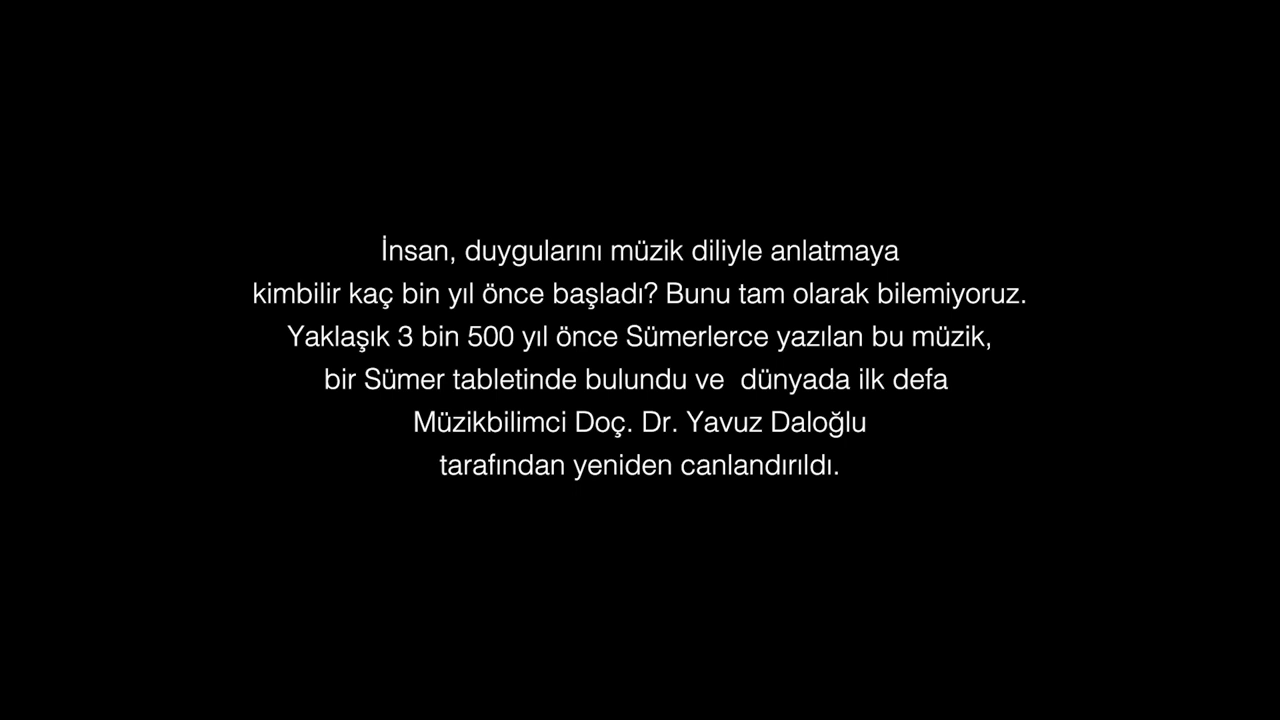 İnsan, duygularını müzik diliyle anlatmaya
kimbilir kaç bin yıl önce başladı? Bunu tam olarak bilemiyoruz.
Yaklaşık 3 bin 500 yıl önce Sümerlerce yazılan bu müzik,
bir Sümer tabletinde bulundu ve  dünyada ilk defa
Müzikbilimci Doç. Dr. Yavuz Daloğlu
tarafından yeniden canlandırıldı.